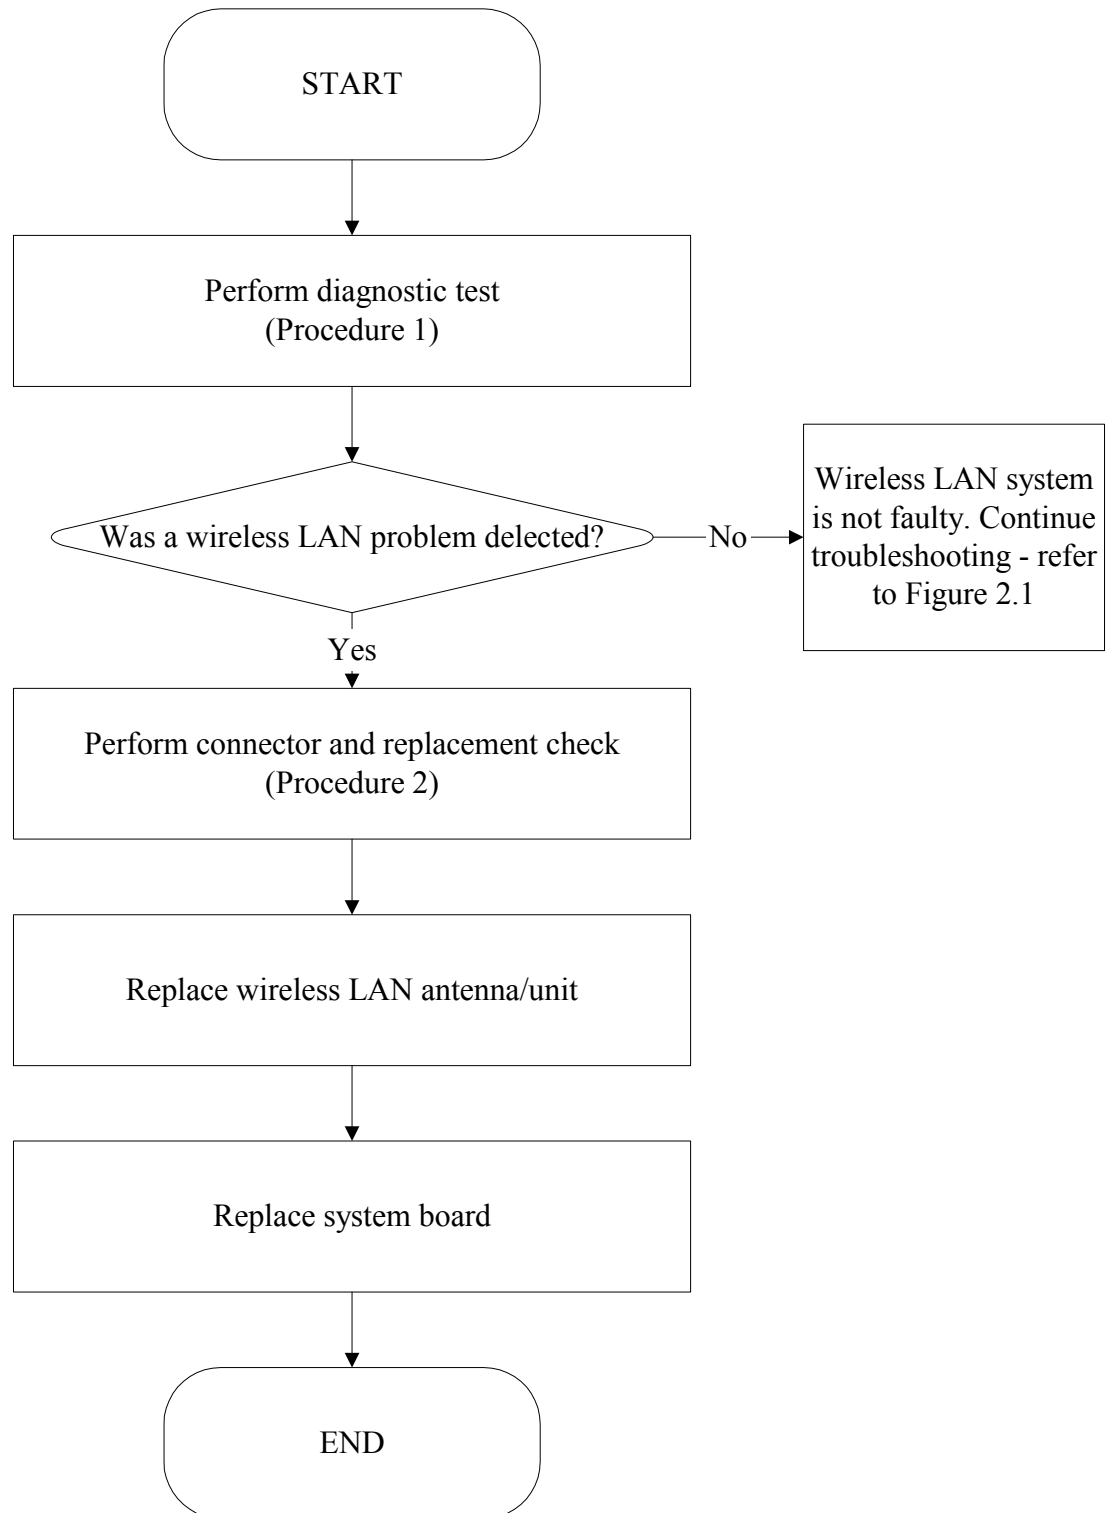 START
Perform diagnostic test
(Procedure 1)
Was a wireless LAN problem delected?
No
Wireless LAN system
is not faulty. Continue
troubleshooting - refer
to Figure 2.1
Yes
Perform connector and replacement check
(Procedure 2)
Replace wireless LAN antenna/unit
Replace system board
END